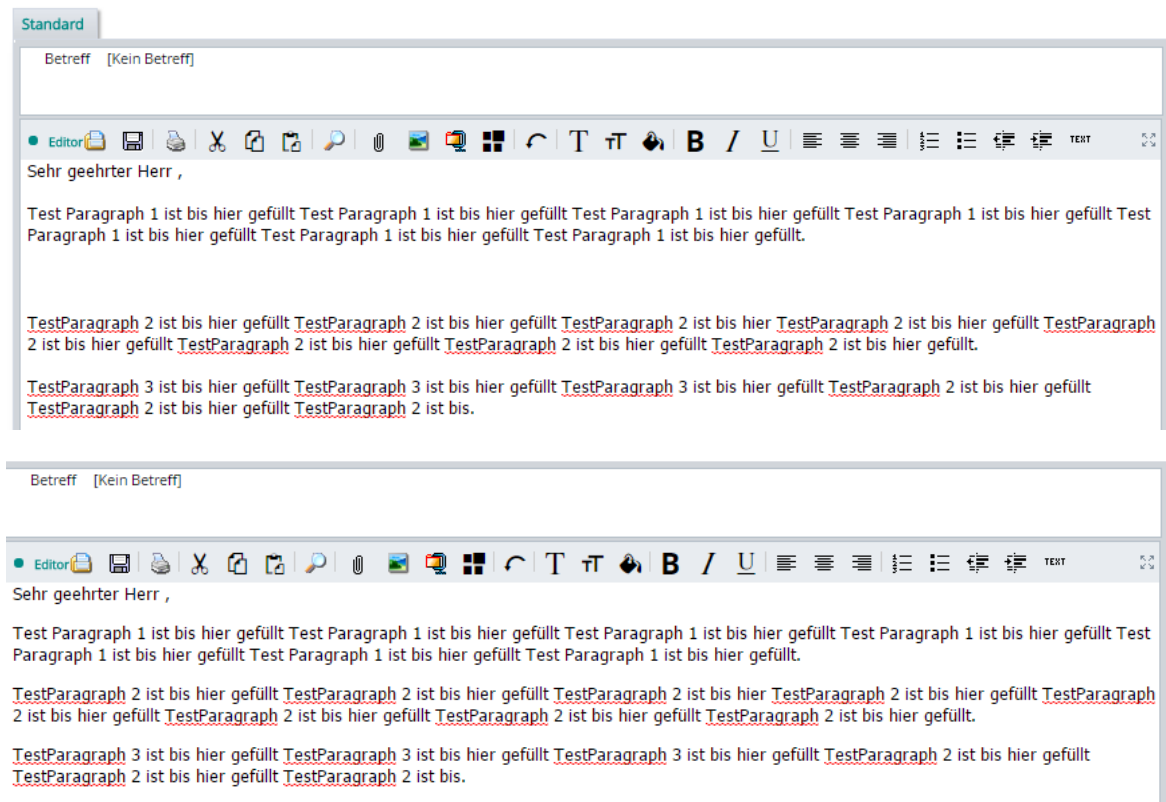 Standard
Betreff [Kein Betreff]
Editor TEXT
Sehr geehrter Herr ,
Test Paragraph 1 ist bis hier gefüllt Test Paragraph 1 ist bis hier gefüllt Test Paragraph 1 ist bis hier gefüllt Test Paragraph 1 ist bis hier gefüllt Test
Paragraph 1 ist bis hier gefüllt Test Paragraph 1 ist bis hier gefüllt Test Paragraph 1 ist bis hier gefüllt.
TestParagraph 2 ist bis hier gefüllt TestParagraph 2 ist bis hier gefüllt TestParagraph 2 ist bis hier TestParagraph 2 ist bis hier gefüllt TestParagraph
2 ist bis hier gefüllt TestParagraph 2 ist bis hier gefüllt TestParagraph 2 ist bis hier gefüllt TestParagraph 2 ist bis hier gefüllt.
TestParagraph 3 ist bis hier gefüllt TestParagraph 3 ist bis hier gefüllt TestParagraph 3 ist bis hier gefüllt TestParagraph 2 ist bis hier gefüllt
TestParagraph 2 ist bis hier gefüllt TestParagraph 2 ist bis.
Betreff [Kein Betreff]
Editor TEXT
Sehr geehrter Herr ,
Test Paragraph 1 ist bis hier gefüllt Test Paragraph 1 ist bis hier gefüllt Test Paragraph 1 ist bis hier gefüllt Test Paragraph 1 ist bis hier gefüllt Test
Paragraph 1 ist bis hier gefüllt Test Paragraph 1 ist bis hier gefüllt Test Paragraph 1 ist bis hier gefüllt.
TestParagraph 2 ist bis hier gefüllt TestParagraph 2 ist bis hier gefüllt TestParagraph 2 ist bis hier TestParagraph 2 ist bis hier gefüllt TestParagraph
2 ist bis hier gefüllt TestParagraph 2 ist bis hier gefüllt TestParagraph 2 ist bis hier gefüllt TestParagraph 2 ist bis hier gefüllt.
TestParagraph 3 ist bis hier gefüllt TestParagraph 3 ist bis hier gefüllt TestParagraph 3 ist bis hier gefüllt TestParagraph 2 ist bis hier gefüllt
TestParagraph 2 ist bis hier gefüllt TestParagraph 2 ist bis.